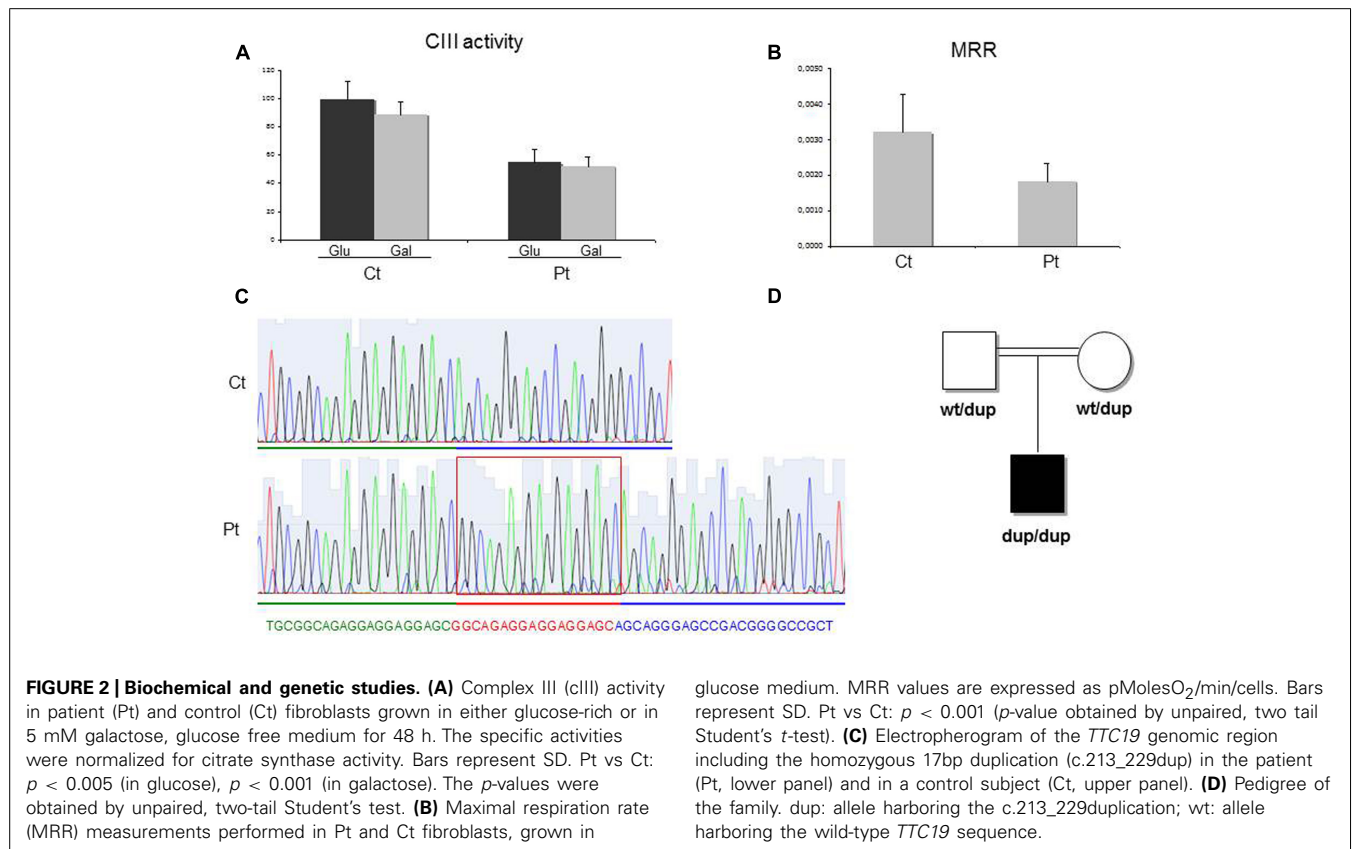 A
CIII activity
120
100
80
60
40
20
0
Glu
Gal
Glu
Gal
Ct
Pt
B
MRR
0,0050
0,0040
0,0030
0,0020
0,0010
0,0000
Ct
Pt
C
Ct
Pt
TGCGGCAGAGGAGGAGGAGCGGCAGAGGAGGAGGAGCAGCAGGGAGCCGACGGGGCCGCT
D
wt/dup
wt/dup
dup/dup
FIGURE 2 | Biochemical and genetic studies. (A) Complex III (cIII) activity
in patient (Pt) and control (Ct) fibroblasts grown in either glucose-rich or in
5 mM galactose, glucose free medium for 48 h. The specific activities
were normalized for citrate synthase activity. Bars represent SD. Pt vs Ct:
p < 0.005 (in glucose), p < 0.001 (in galactose). The p-values were
obtained by unpaired, two-tail Student's test. (B) Maximal respiration rate
(MRR) measurements performed in Pt and Ct fibroblasts, grown in
glucose medium. MRR values are expressed as pMolesO₂/min/cells. Bars
represent SD. Pt vs Ct: p < 0.001 (p-value obtained by unpaired, two tail
Student's t-test). (C) Electropherogram of the TTC19 genomic region
including the homozygous 17bp duplication (c.213_229dup) in the patient
(Pt, lower panel) and in a control subject (Ct, upper panel). (D) Pedigree of
the family. dup: allele harboring the c.213_229duplication; wt: allele
harboring the wild-type TTC19 sequence.